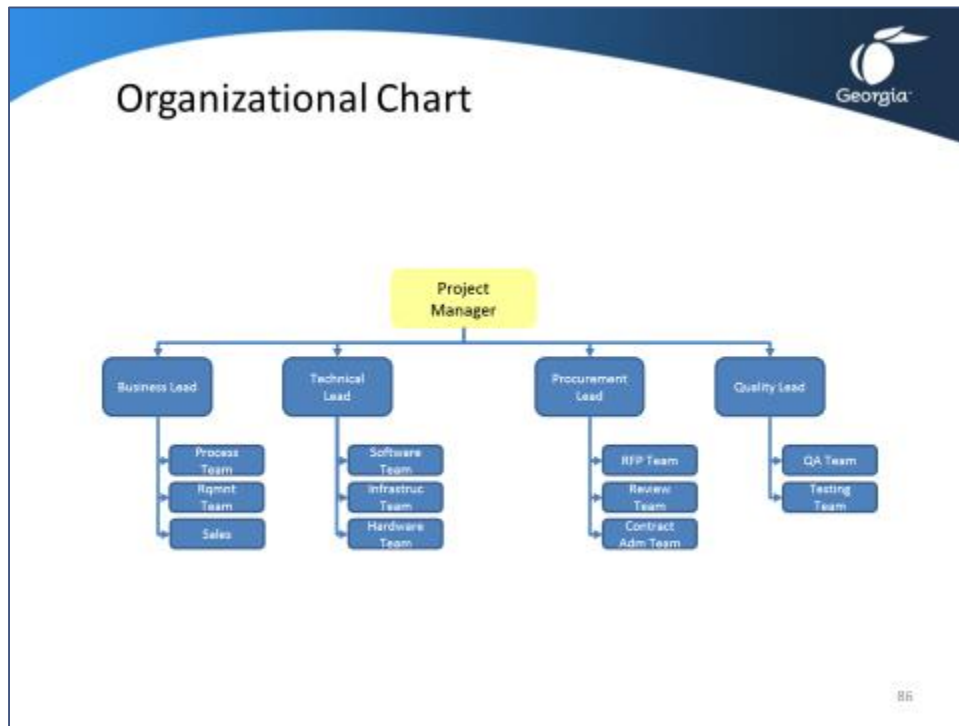 Organizational Chart
Georgia
Project
Manager
Business Lead
Technical
Lead
Procurement
Lead
Quality Lead
Process
Team
Rqmnt
Team
Sales
Software
Team
Infrastruc
Team
Hardware
Team
RFP Team
Review
Team
Contract
Adm Team
QA Team
Testing
Team
86